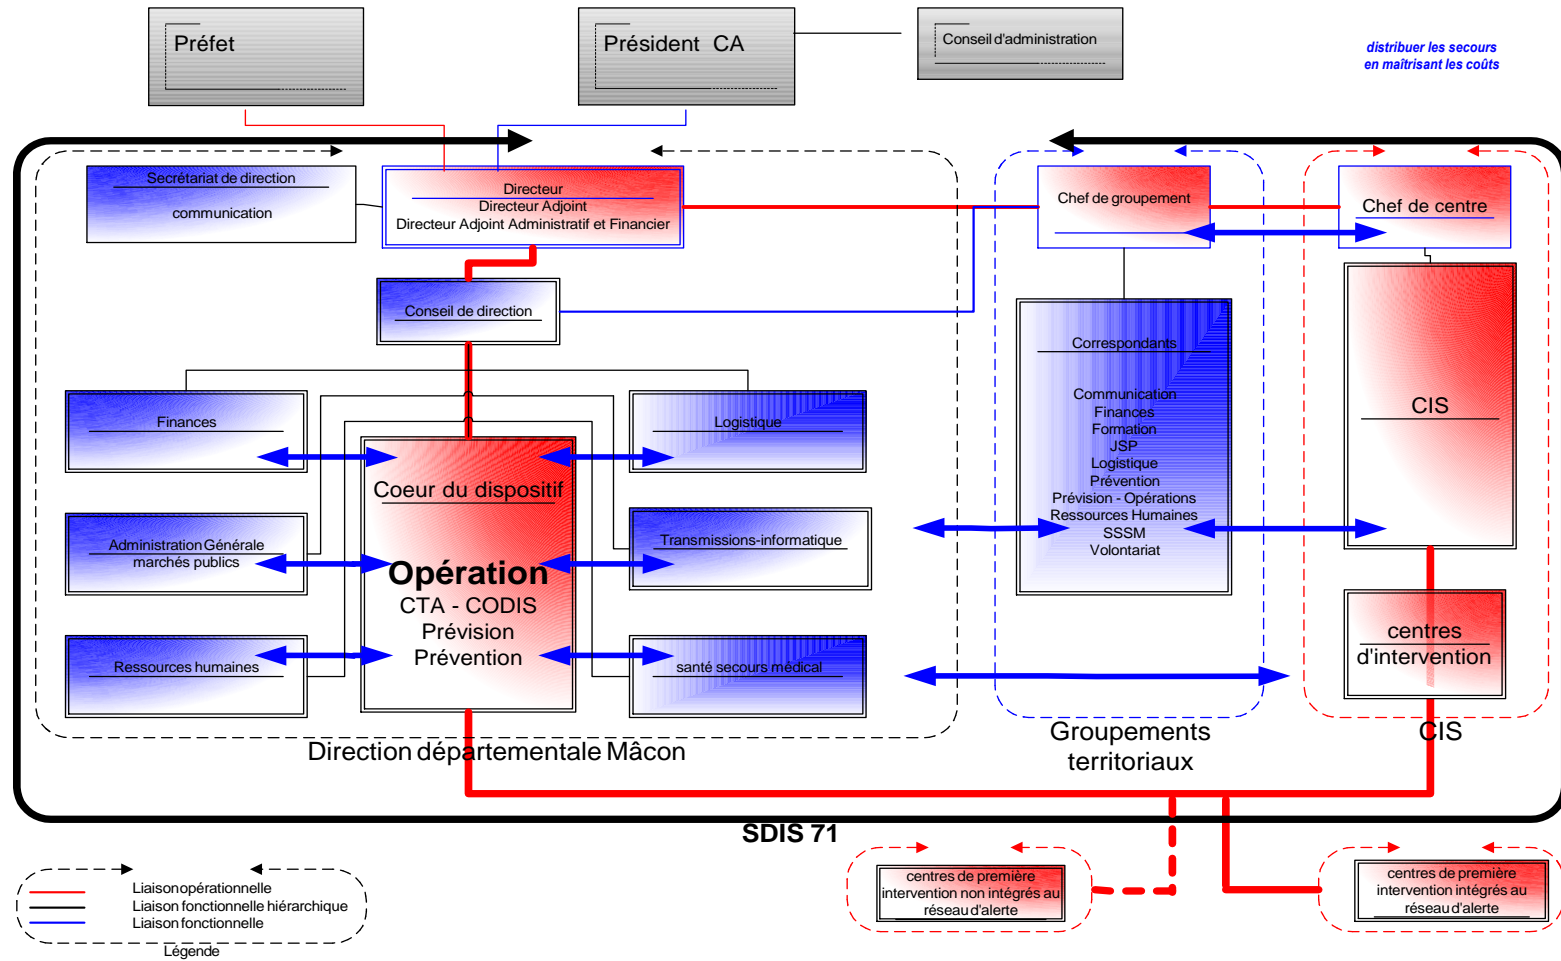 Préfet
Président CA
Conseil d'administration
distribuer les secours
en maîtrisant les coûts
Secrétariat de direction
communication
Directeur
Directeur Adjoint
Directeur Adjoint Administratif et Financier
Chef de groupement
Chef de centre
Conseil de direction
Correspondants
Communication
Finances
Formation
JSP
Logistique
Prévention
Prévision - Opérations
Ressources Humaines
SSSM
Volontariat
CIS
Finances
Logistique
Coeur du dispositif
Administration Générale
marchés publics
Transmissions-informatique
Opération
CTA - CODIS
Prévision
Prévention
Ressources humaines
santé secours médical
centres
d'intervention
Direction départementale Mâcon
Groupements
territoriaux
CIS
SDIS 71
Liaison opérationnelle
Liaison fonctionnelle hiérarchique
Liaison fonctionnelle
Légende
centres de première
intervention non intégrés au
réseau d'alerte
centres de première
intervention intégrés au
réseau d'alerte